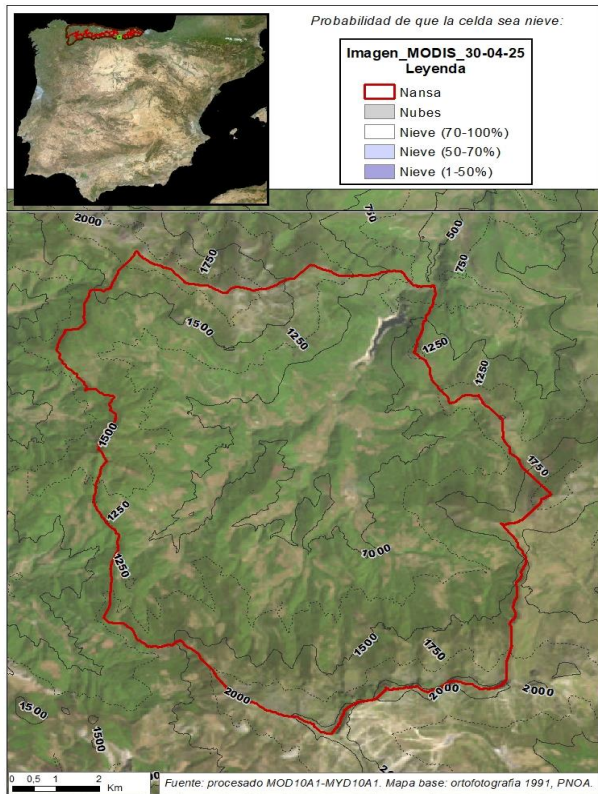 Probabilidad de que la celda sea nieve:
Imagen_MODIS_30-04-25
Leyenda
Nansa
Nubes
Nieve (70-100%)
Nieve (50-70%)
Nieve (1-50%)
2000
750
500
1750
750
1500
1250
1250
1250
1500
1750
1250
1000
1250
1500
1750
2000
2000
2000
1500
1500
0 0,5 1 2
Km
Fuente: procesado MOD10A1-MYD10A1. Mapa base: ortofotografia 1991, PNOA.